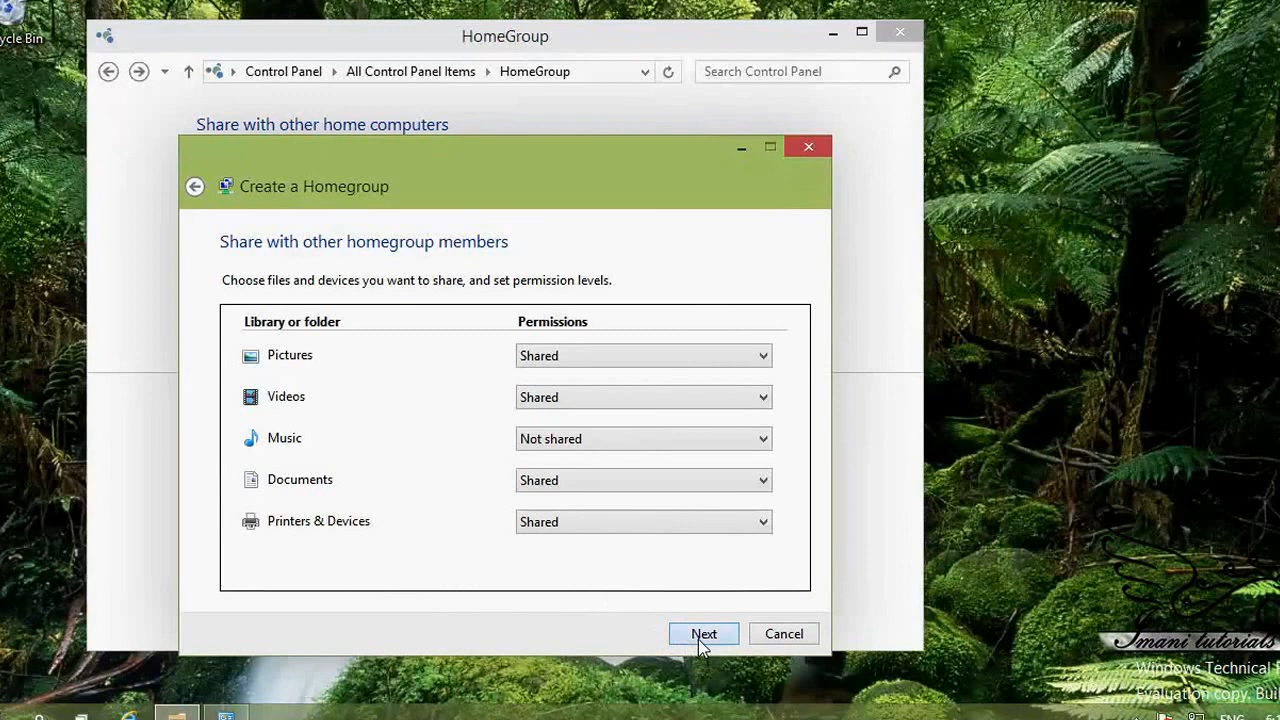 cycle Bin
HomeGroup
Control Panel
All Control Panel Items
HomeGroup
Search Control Panel
Share with other home computers
Create a Homegroup
Share with other homegroup members
Choose files and devices you want to share, and set permission levels.
Library or folder
Permissions
Pictures
Shared
Videos
Shared
Music
Not shared
Documents
Shared
Printers & Devices
Shared
Next
Cancel
Imani tutorials
Windows Technical
Evaluation copy. Bui
ENG